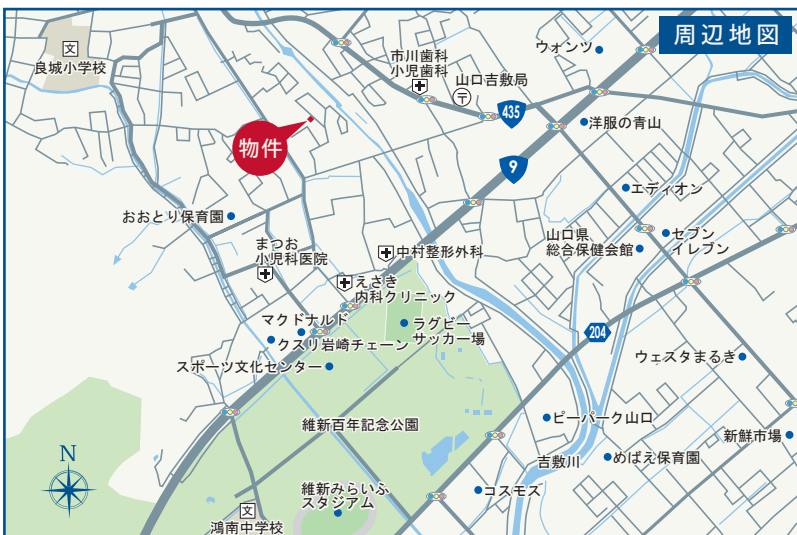 周辺地図
文
良城小学校
市川歯科
小児歯科
ウォンツ
山口吉敷局
〒
435
洋服の青山
物件
9
エディオン
おおとり保育園
まつお
小児科医院
中村整形外科
山口県
総合保健会館
セブン
イレブン
えさき
内科クリニック
マクドナルド
ラグビー
サッカー場
クスリ岩崎チェーン
204
スポーツ文化センター
ウェスタまるき
維新百年記念公園
ピーパーク山口
新鮮市場
N
吉敷川
めばえ保育園
維新みらいふ
スタジアム
コスモス
文
鴻南中学校